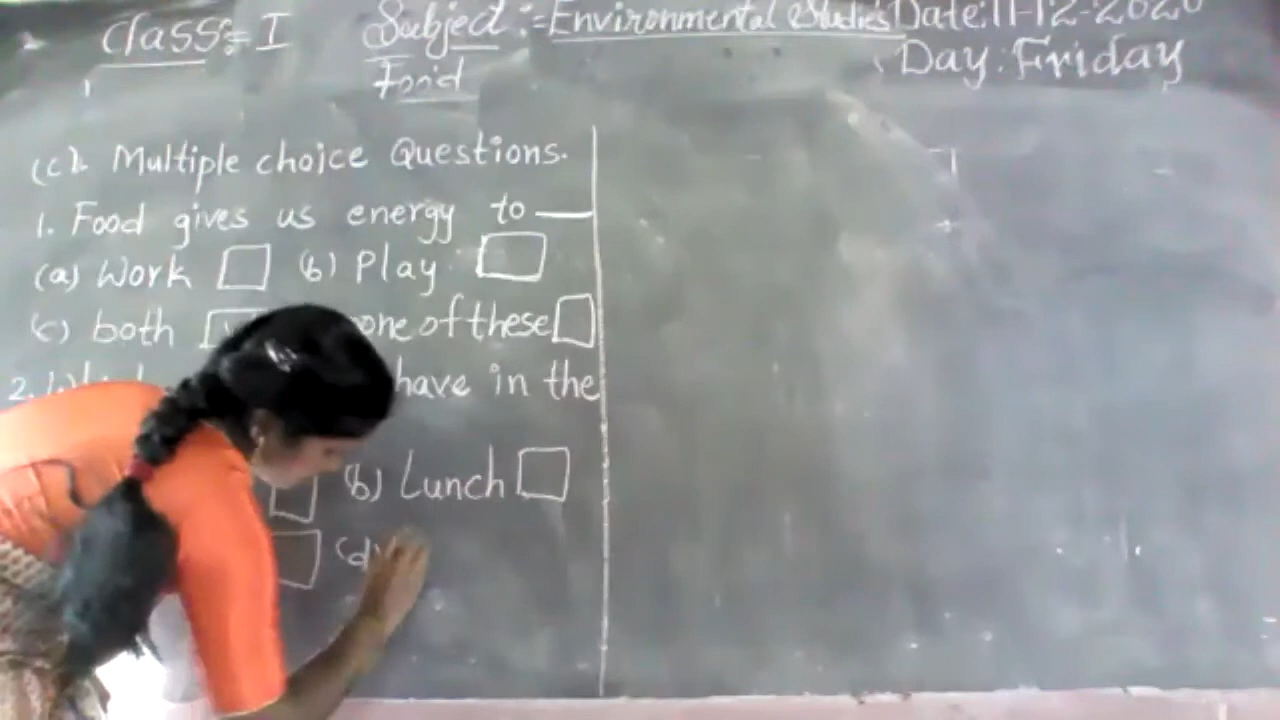 Class:- I Subject:- Environmental Studies Date:11-12-2020
Food Day: Friday
(c). Multiple choice Questions.
1. Food gives us energy to
(a) Work (b) Play
(c) both one of these
2. have in the
(b) Lunch
(d)